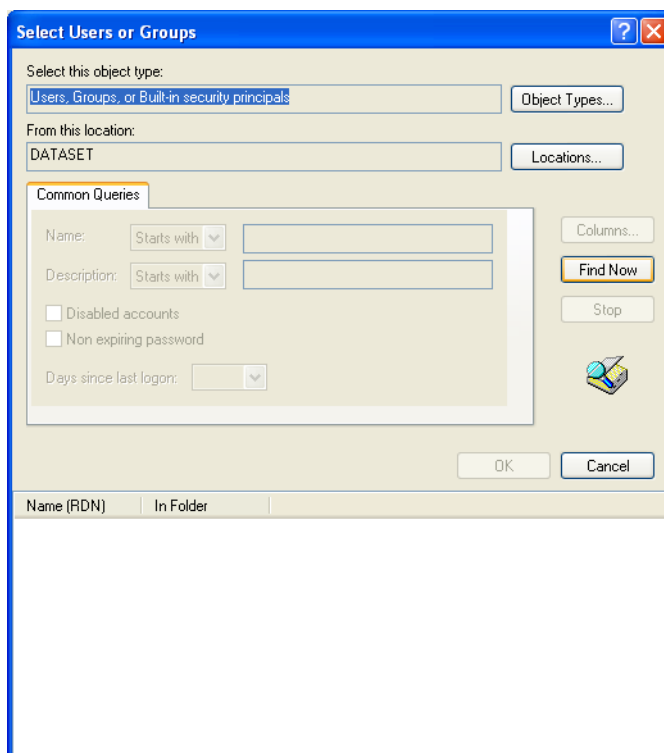 Select Users or Groups
Select this object type:
Users, Groups, or Built-in security principals
Object Types...
From this location:
DATASET
Locations...
Common Queries
Name: Starts with
Columns...
Description: Starts with
Find Now
Disabled accounts
Stop
Non expiring password
Days since last logon:
OK Cancel
Name (RDN) In Folder